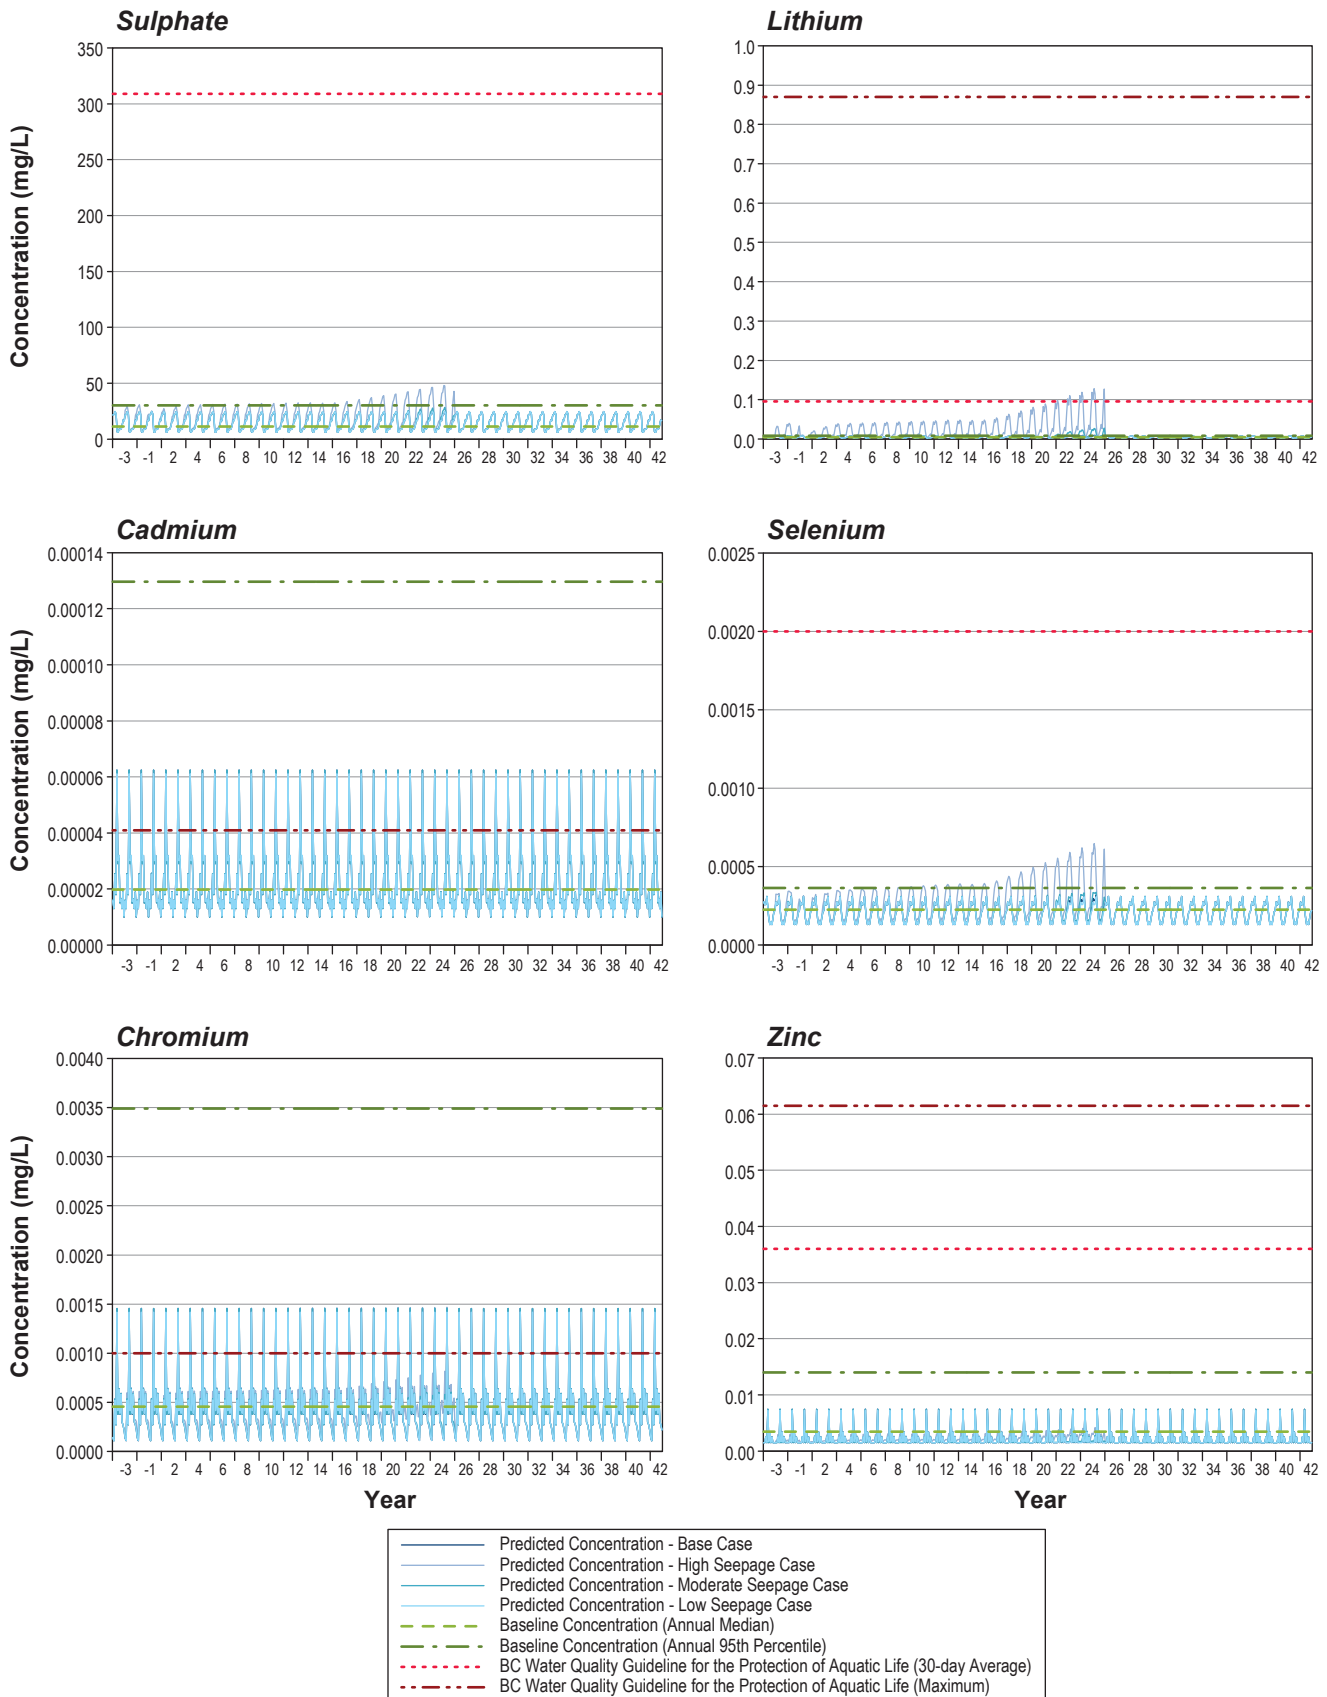 Sulphate
Concentration (mg/L)
350
300
250
200
150
100
50
0
-3 -1 2 4 6 8 10 12 14 16 18 20 22 24 26 28 30 32 34 36 38 40 42
Lithium
1.0
0.9
0.8
0.7
0.6
0.5
0.4
0.3
0.2
0.1
0.0
-3 -1 2 4 6 8 10 12 14 16 18 20 22 24 26 28 30 32 34 36 38 40 42
Cadmium
Concentration (mg/L)
0.00014
0.00012
0.00010
0.00008
0.00006
0.00004
0.00002
0.00000
-3 -1 2 4 6 8 10 12 14 16 18 20 22 24 26 28 30 32 34 36 38 40 42
Selenium
0.0025
0.0020
0.0015
0.0010
0.0005
0.0000
-3 -1 2 4 6 8 10 12 14 16 18 20 22 24 26 28 30 32 34 36 38 40 42
Chromium
Concentration (mg/L)
0.0040
0.0035
0.0030
0.0025
0.0020
0.0015
0.0010
0.0005
0.0000
-3 -1 2 4 6 8 10 12 14 16 18 20 22 24 26 28 30 32 34 36 38 40 42
Year
Zinc
0.07
0.06
0.05
0.04
0.03
0.02
0.01
0.00
-3 -1 2 4 6 8 10 12 14 16 18 20 22 24 26 28 30 32 34 36 38 40 42
Year
Predicted Concentration - Base Case
Predicted Concentration - High Seepage Case
Predicted Concentration - Moderate Seepage Case
Predicted Concentration - Low Seepage Case
Baseline Concentration (Annual Median)
Baseline Concentration (Annual 95th Percentile)
BC Water Quality Guideline for the Protection of Aquatic Life (30-day Average)
BC Water Quality Guideline for the Protection of Aquatic Life (Maximum)